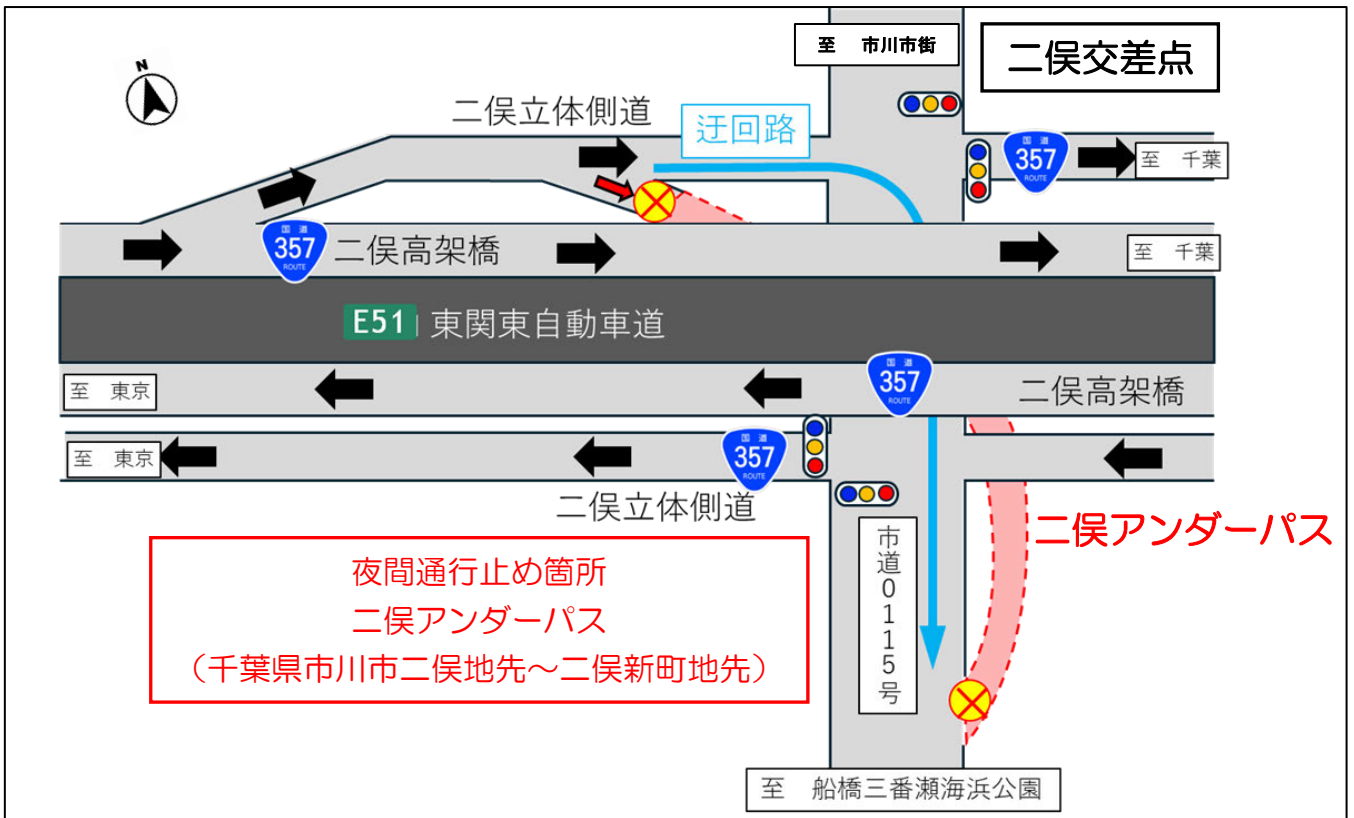 至　市川市街
二俣交差点
N
二俣立体側道
迂回路
国道
357
ROUTE
至　千葉
国道
357
ROUTE
二俣高架橋
至　千葉
E51 東関東自動車道
至　東京
国道
357
ROUTE
二俣高架橋
至　東京
国道
357
ROUTE
二俣立体側道
市道0115号
二俣アンダーパス
夜間通行止め箇所
二俣アンダーパス
（千葉県市川市二俣地先～二俣新町地先）
至　船橋三番瀬海浜公園